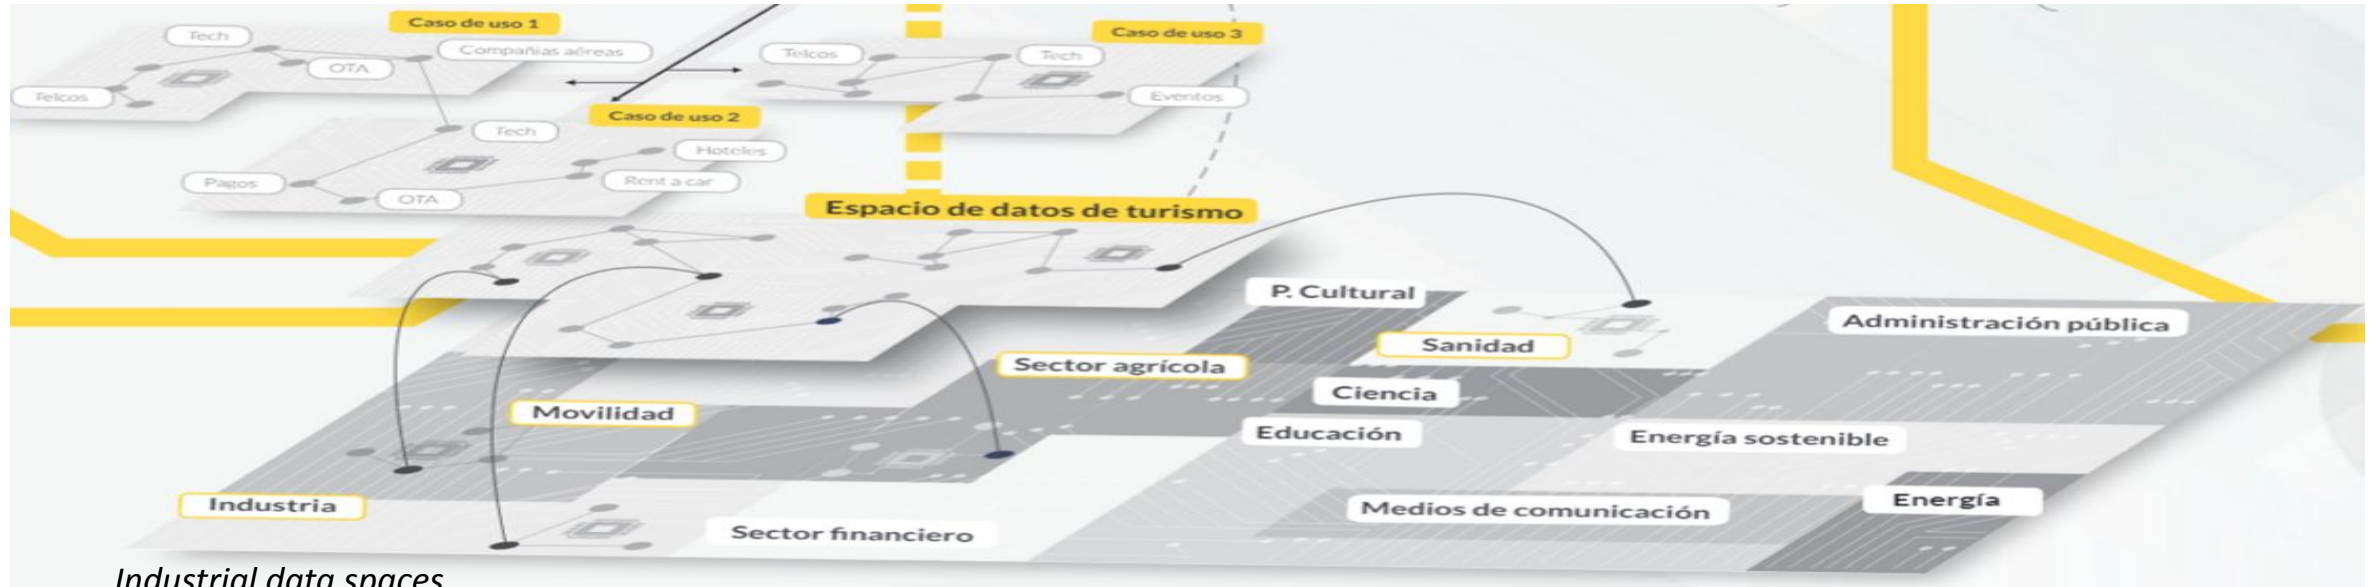 Caso de uso 1
Tech
Compañias aéreas
OTA
Telcos
Caso de uso 3
Telcos
Tech
Eventos
Caso de uso 2
Tech
Hoteles
Pagos
Rent a car
OTA
Espacio de datos de turismo
P. Cultural
Sanidad
Administración pública
Sector agrícola
Ciencia
Movilidad
Educación
Energía sostenible
Industria
Energía
Medios de comunicación
Sector financiero
Industrial data spaces